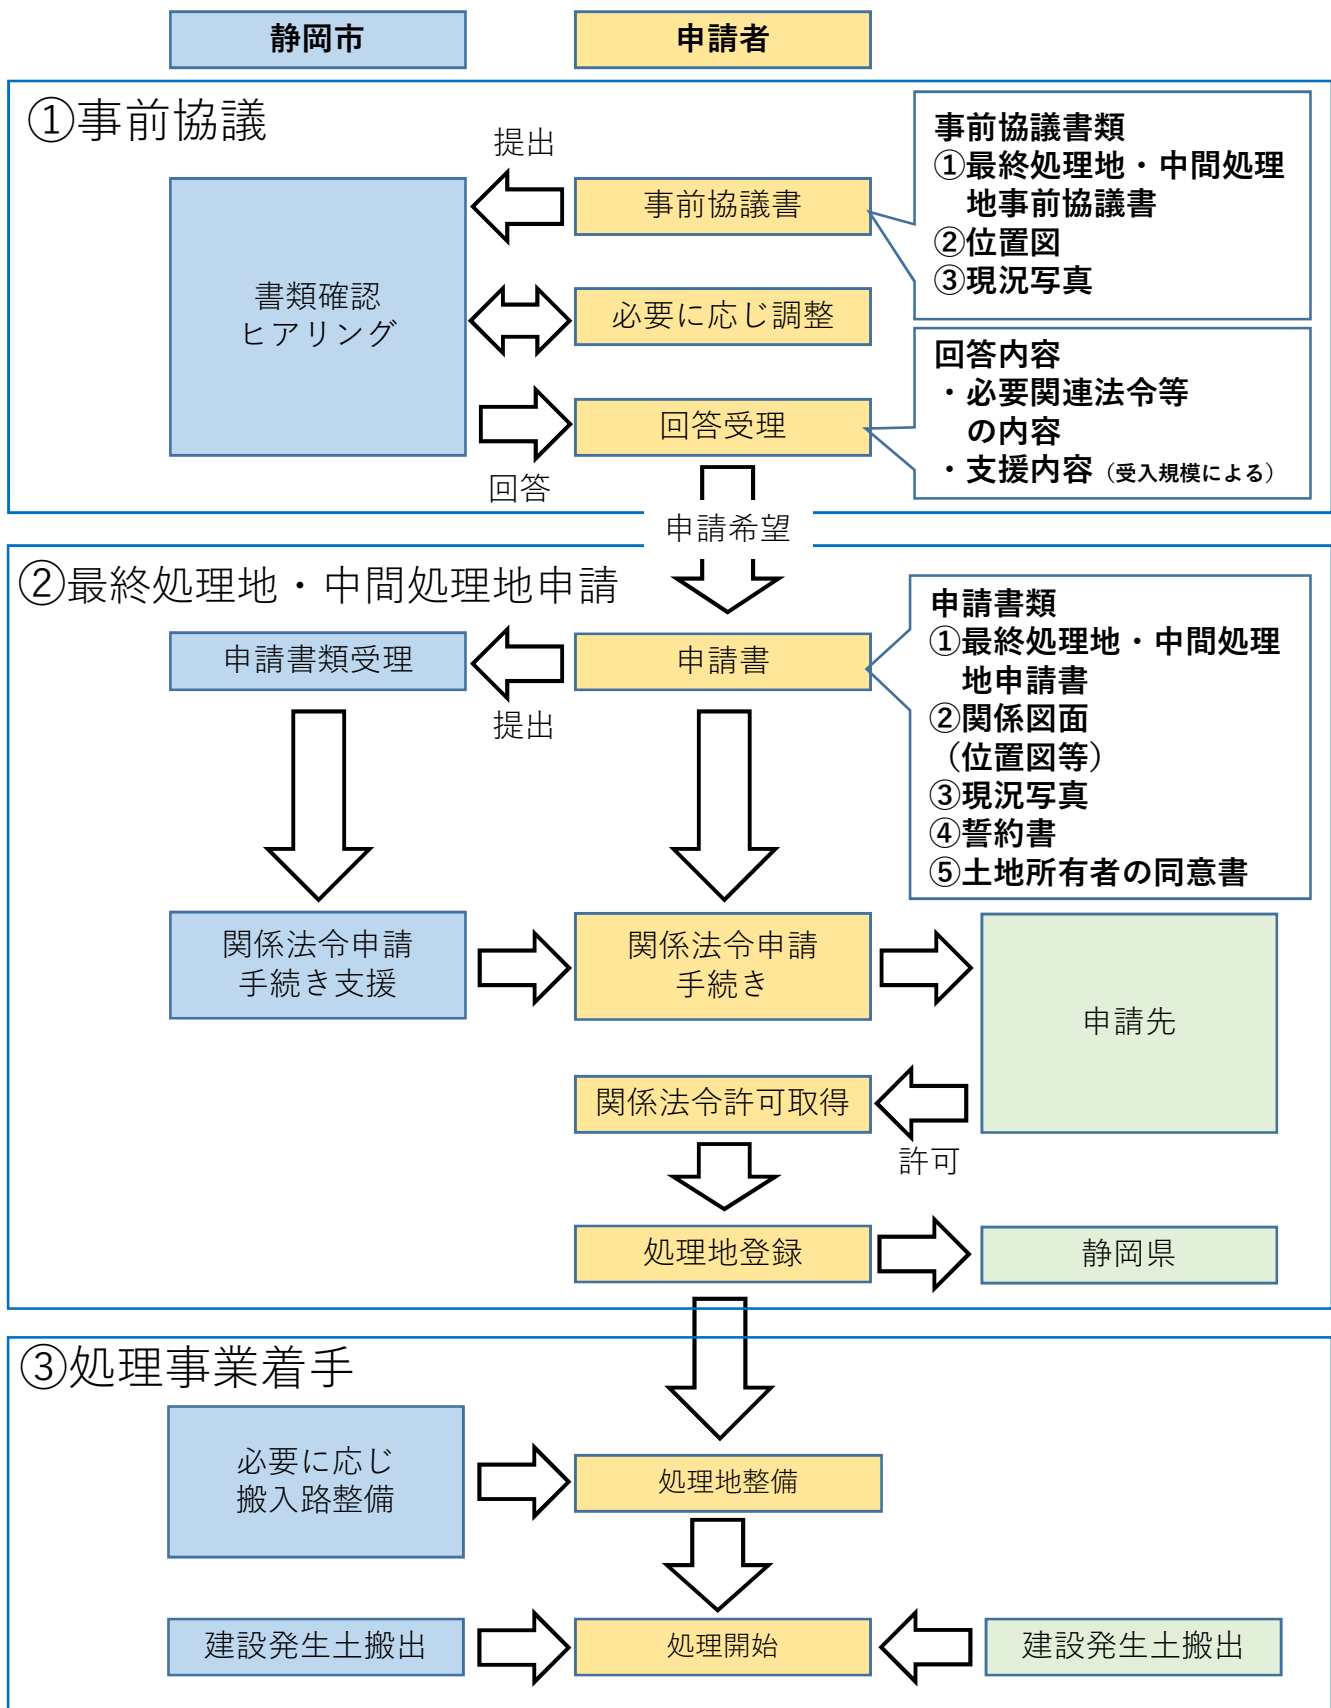 静岡市
申請者
①事前協議
提出
事前協議書
書類確認
ヒアリング
必要に応じ調整
回答受理
回答
事前協議書類
①最終処理地・中間処理
地事前協議書
②位置図
③現況写真
回答内容
・必要関連法令等
の内容
・支援内容（受入規模による）
申請希望
②最終処理地・中間処理地申請
申請書類受理
提出
申請書
申請書類
①最終処理地・中間処理
地申請書
②関係図面
（位置図等）
③現況写真
④誓約書
⑤土地所有者の同意書
関係法令申請
手続き支援
関係法令申請
手続き
申請先
関係法令許可取得
許可
処理地登録
静岡県
③処理事業着手
必要に応じ
搬入路整備
処理地整備
建設発生土搬出
処理開始
建設発生土搬出